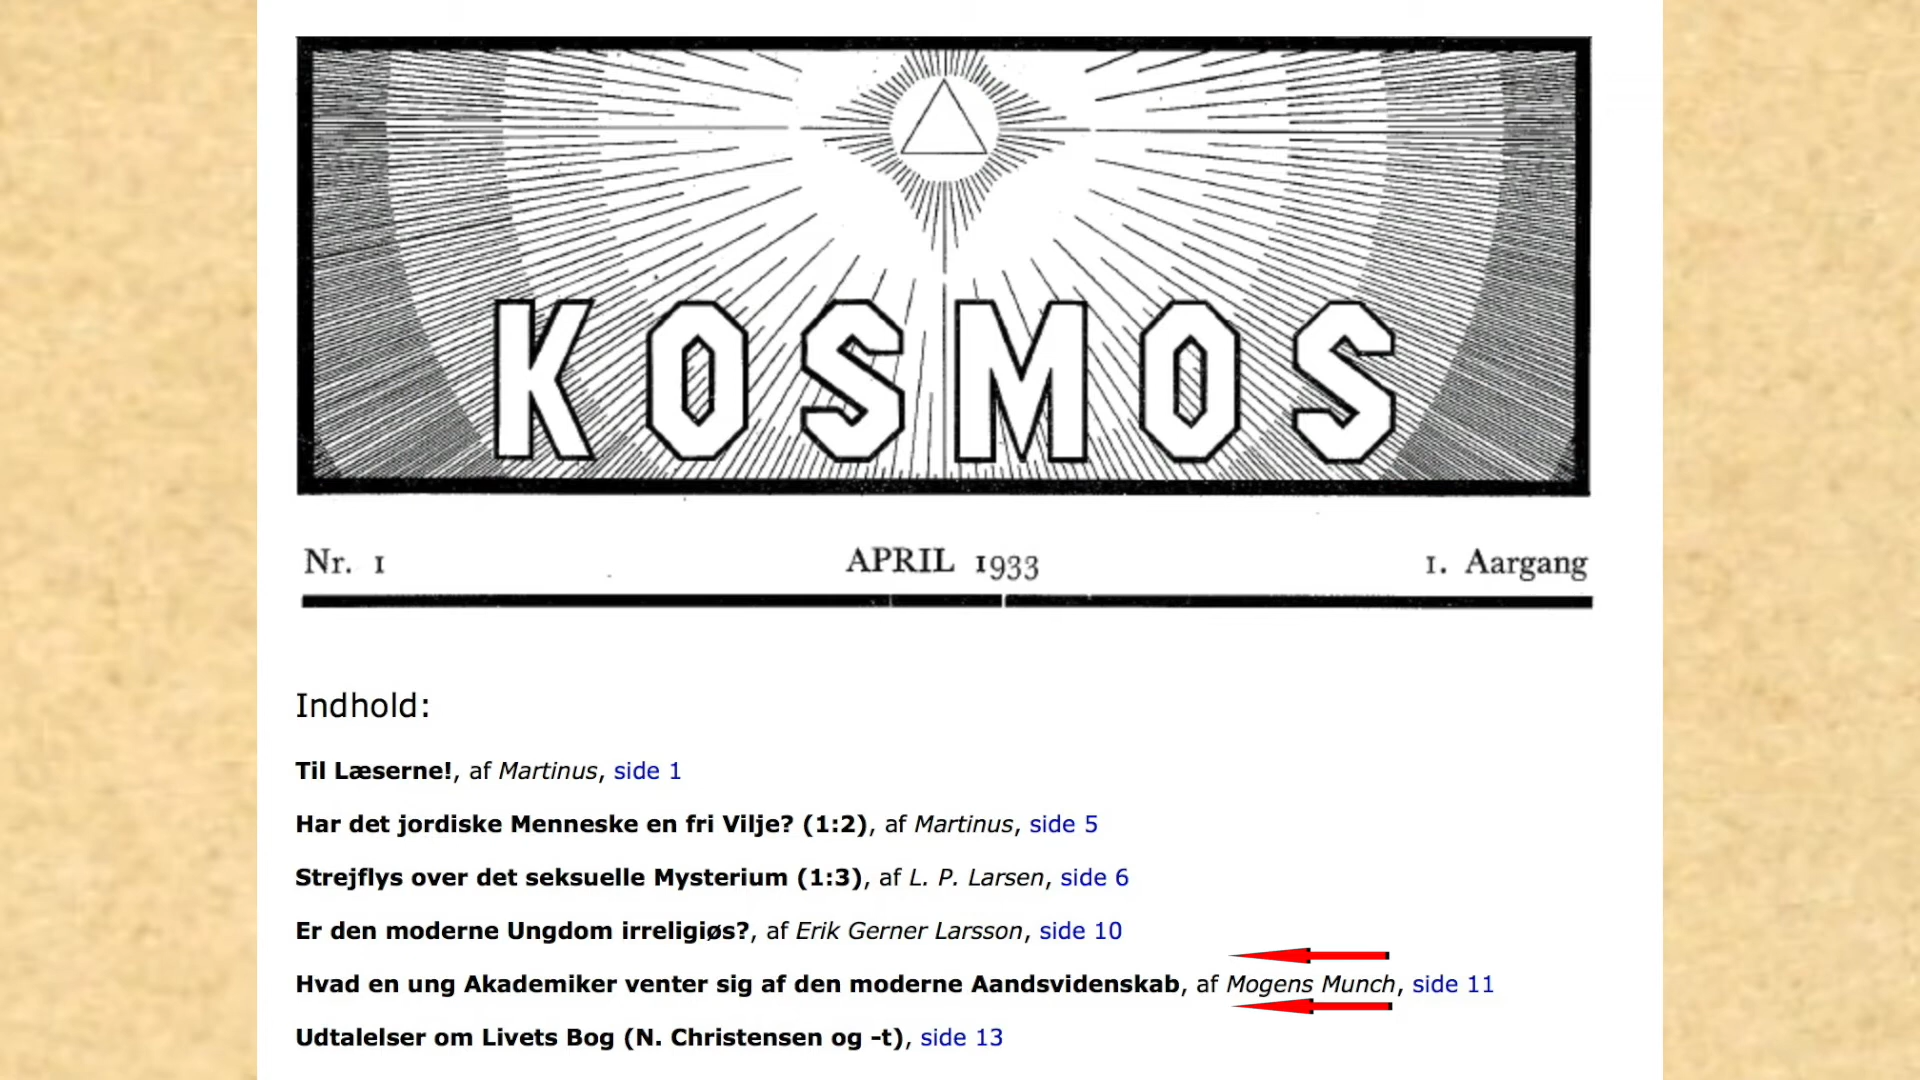 KOSMOS
Nr. 1 APRIL 1933 1. Aargang
Indhold:
Til Læserne!, af Martinus, side 1
Har det jordiske Menneske en fri Vilje? (1:2), af Martinus, side 5
Strejflys over det seksuelle Mysterium (1:3), af L. P. Larsen, side 6
Er den moderne Ungdom irreligiøs?, af Erik Gerner Larsson, side 10
Hvad en ung Akademiker venter sig af den moderne Aandsvidenskab, af Mogens Munch, side 11
Udtalelser om Livets Bog (N. Christensen og -t), side 13